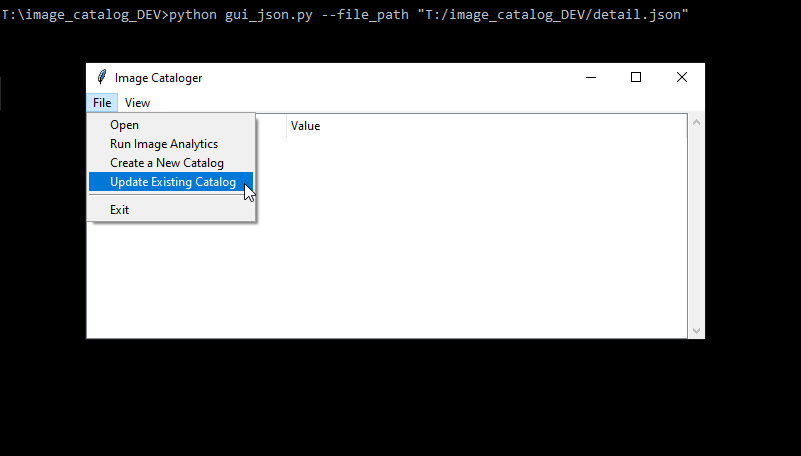 T:\image_catalog_DEV>python gui_json.py --file_path "T:/image_catalog_DEV/detail.json"
Image Cataloger
File View
Value
Open
Run Image Analytics
Create a New Catalog
Update Existing Catalog
Exit